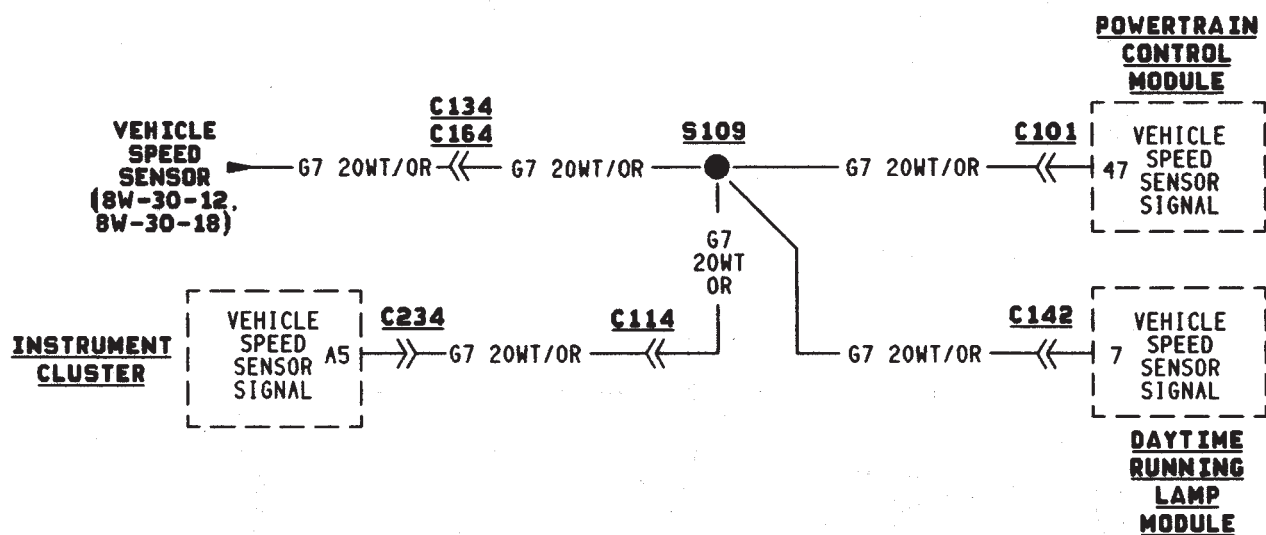 POWERTRAIN
CONTROL
MODULE
C134
C164
S109
C101
VEHICLE
SPEED
SENSOR
(8W-30-12,
8W-30-18)
G7 20WT/OR
G7 20WT/OR
G7 20WT/OR
47
VEHICLE
SPEED
SENSOR
SIGNAL
G7
20WT
OR
INSTRUMENT
CLUSTER
VEHICLE
SPEED
SENSOR
SIGNAL
A5
C234
G7 20WT/OR
C114
G7 20WT/OR
C142
7
VEHICLE
SPEED
SENSOR
SIGNAL
DAYTIME
RUNNING
LAMP
MODULE